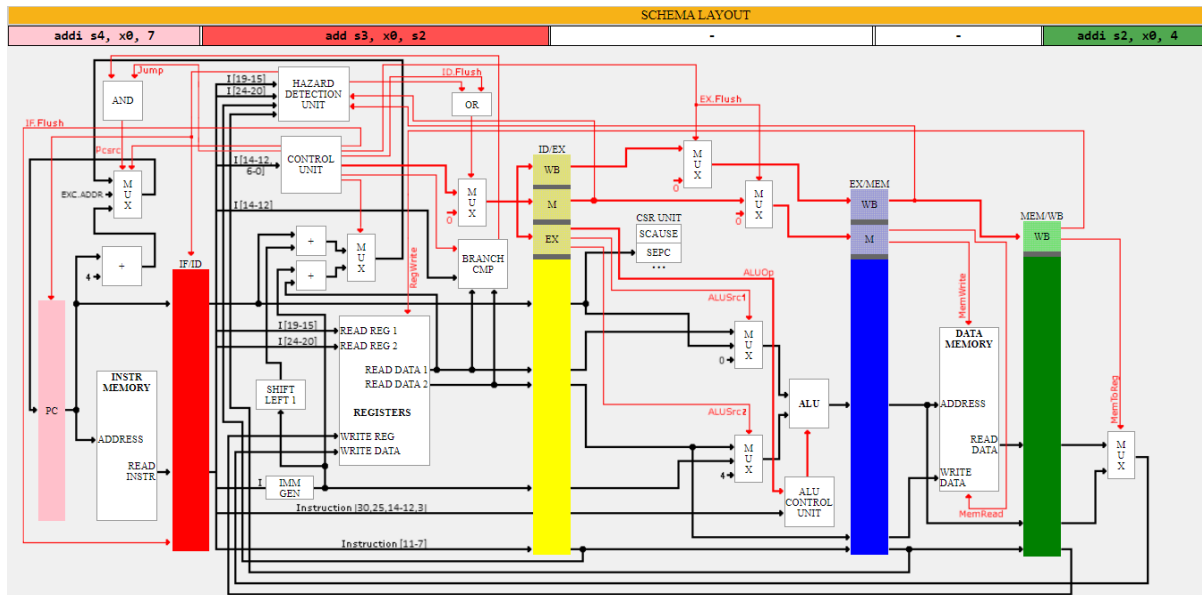 SCHEMA LAYOUT
addi s4, x0, 7
add s3, x0, s2
-
-
addi s2, x0, 4
Jump
AND
IF.Flush
Pcsrc
EXC.ADDR
M
U
X
+
4
PC
INSTR
MEMORY
ADDRESS
READ
INSTR
IF/ID
I [19-15]
I [24-20]
HAZARD
DETECTION
UNIT
ID.Flush
OR
I [14-12,
6-0]
CONTROL
UNIT
I [14-12]
M
U
X
0
+
+
M
U
X
BRANCH
CMP
RegWrite
I [19-15]
I [24-20]
READ REG 1
READ REG 2
READ DATA 1
READ DATA 2
REGISTERS
WRITE REG
WRITE DATA
SHIFT
LEFT 1
I
IMM
GEN
Instruction [30,25,14-12,3]
Instruction [11-7]
ID/EX
WB
M
EX
EX.Flush
M
U
X
0
M
U
X
0
CSR UNIT
SCAUSE
SEPC
...
ALUOp
ALUSrc1
M
U
X
0
ALUSrc2
M
U
X
4
ALU
ALU
CONTROL
UNIT
EX/MEM
WB
M
MemWrite
DATA
MEMORY
ADDRESS
READ
DATA
WRITE
DATA
MemRead
MEM/WB
WB
MemToReg
M
U
X